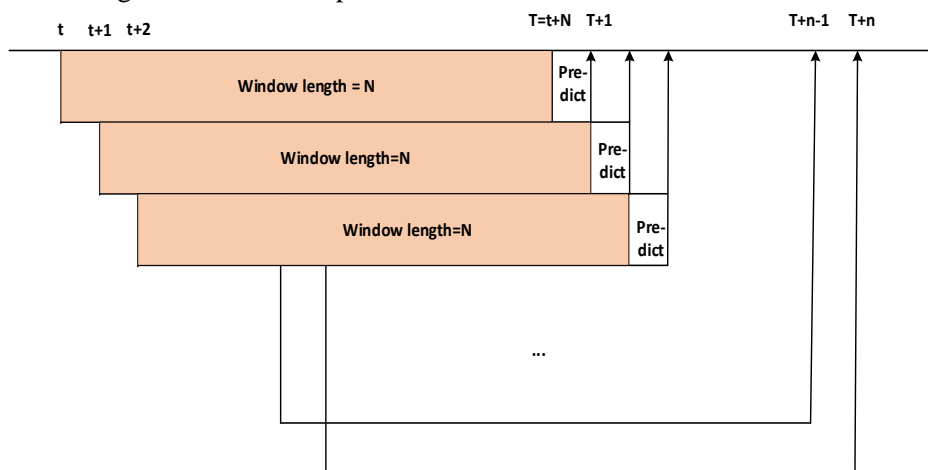 t t+1 t+2 T=t+N T+1 T+n-1 T+n
Window length = N
Pre-
dict
Window length=N
Pre-
dict
Window length=N
Pre-
dict
...